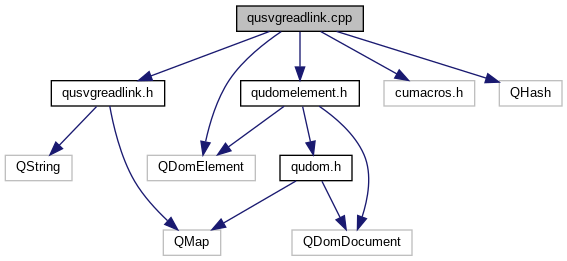 qusvgreadlink.cpp
qusvgreadlink.h
qudomelement.h
cumacros.h
QHash
QString
QDomElement
qudom.h
QMap
QDomDocument